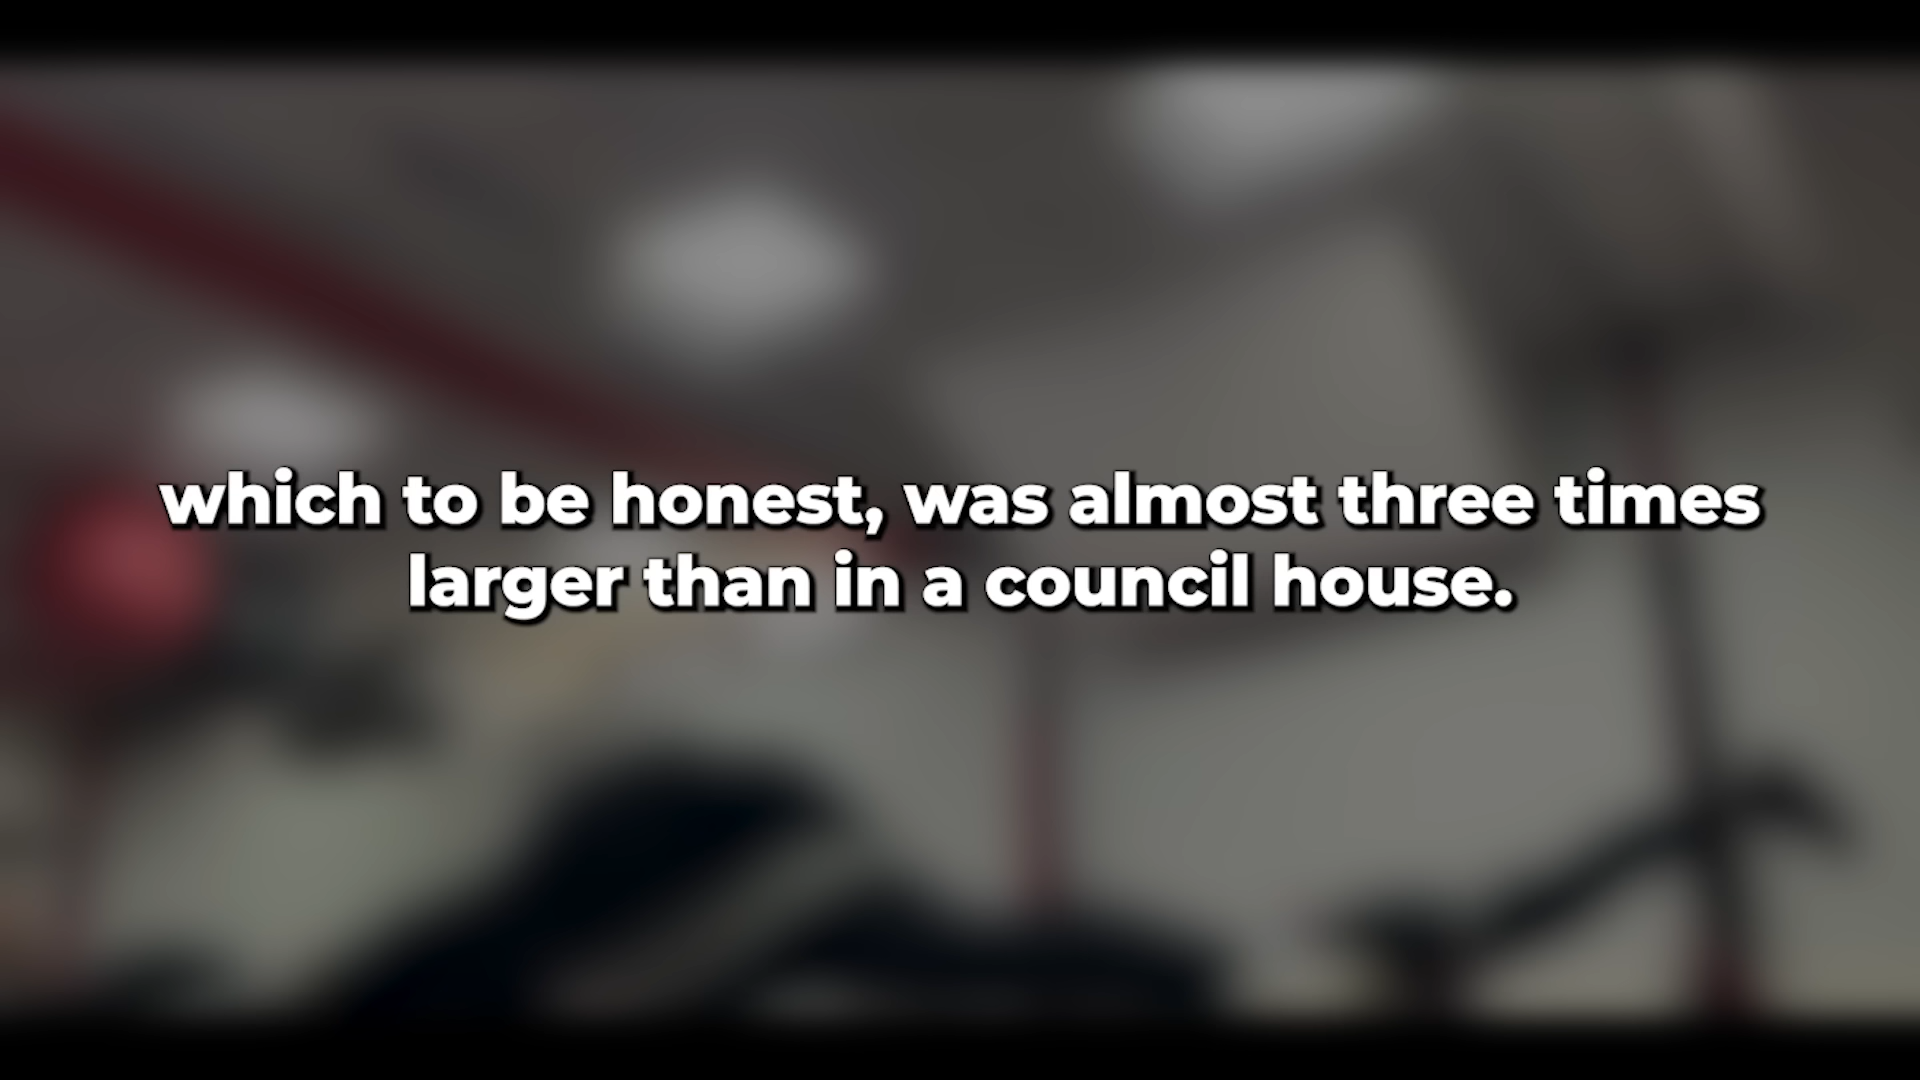 which to be honest, was almost three times
larger than in a council house.